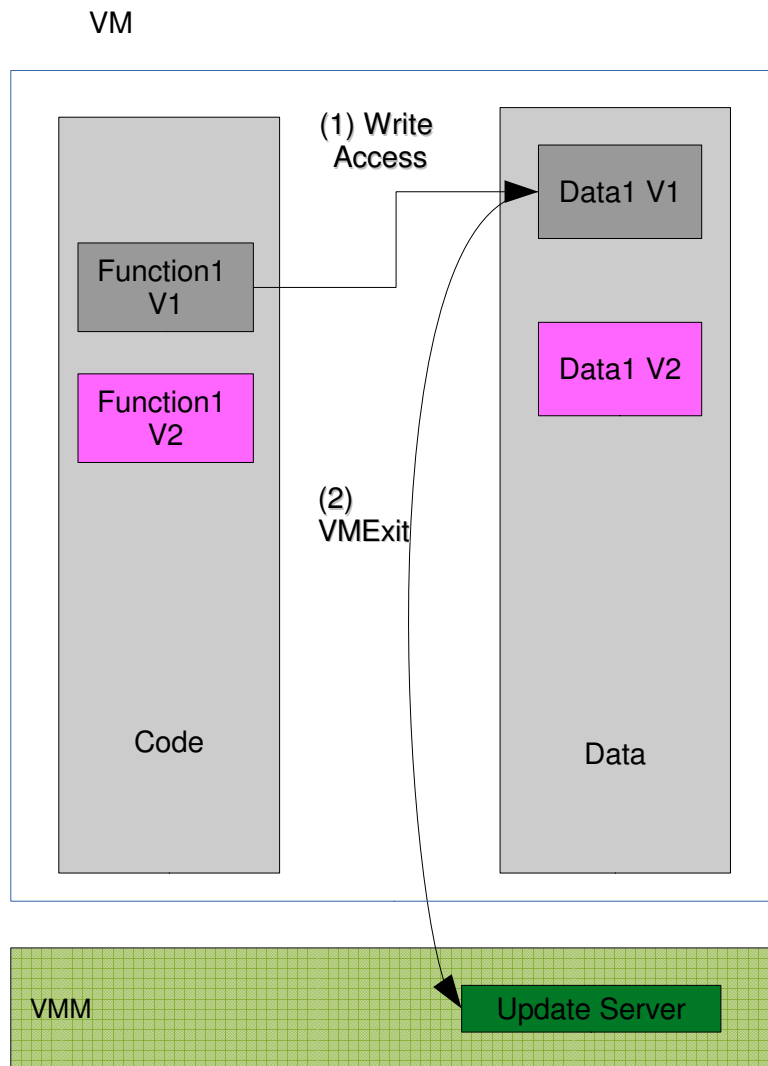 VM
(1) Write
Access
Data1 V1
Function1
V1
Data1 V2
Function1
V2
(2)
VMExit
Code
Data
VMM
Update Server